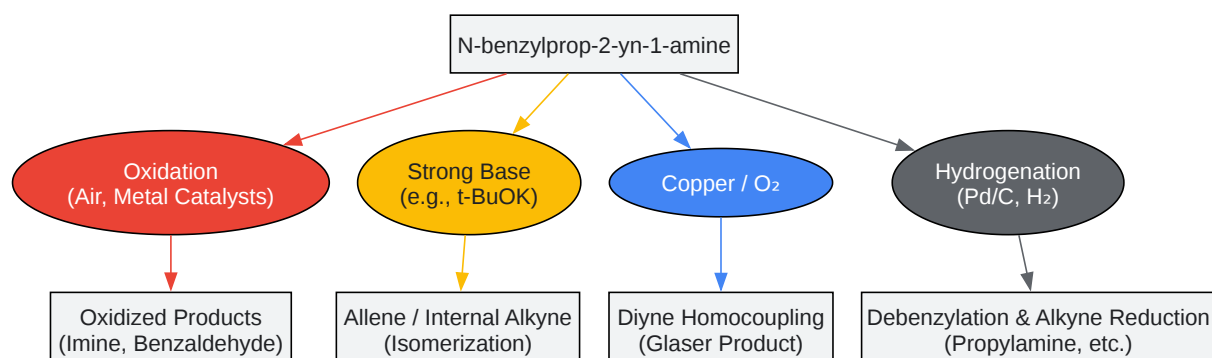 N-benzylprop-2-yn-1-amine
Oxidation
(Air, Metal Catalysts)
Strong Base
(e.g., t-BuOK)
Copper / O₂
Hydrogenation
(Pd/C, H₂)
Oxidized Products
(Imine, Benzaldehyde)
Allene / Internal Alkyne
(Isomerization)
Diyne Homocoupling
(Glaser Product)
Debenzylation & Alkyne Reduction
(Propylamine, etc.)